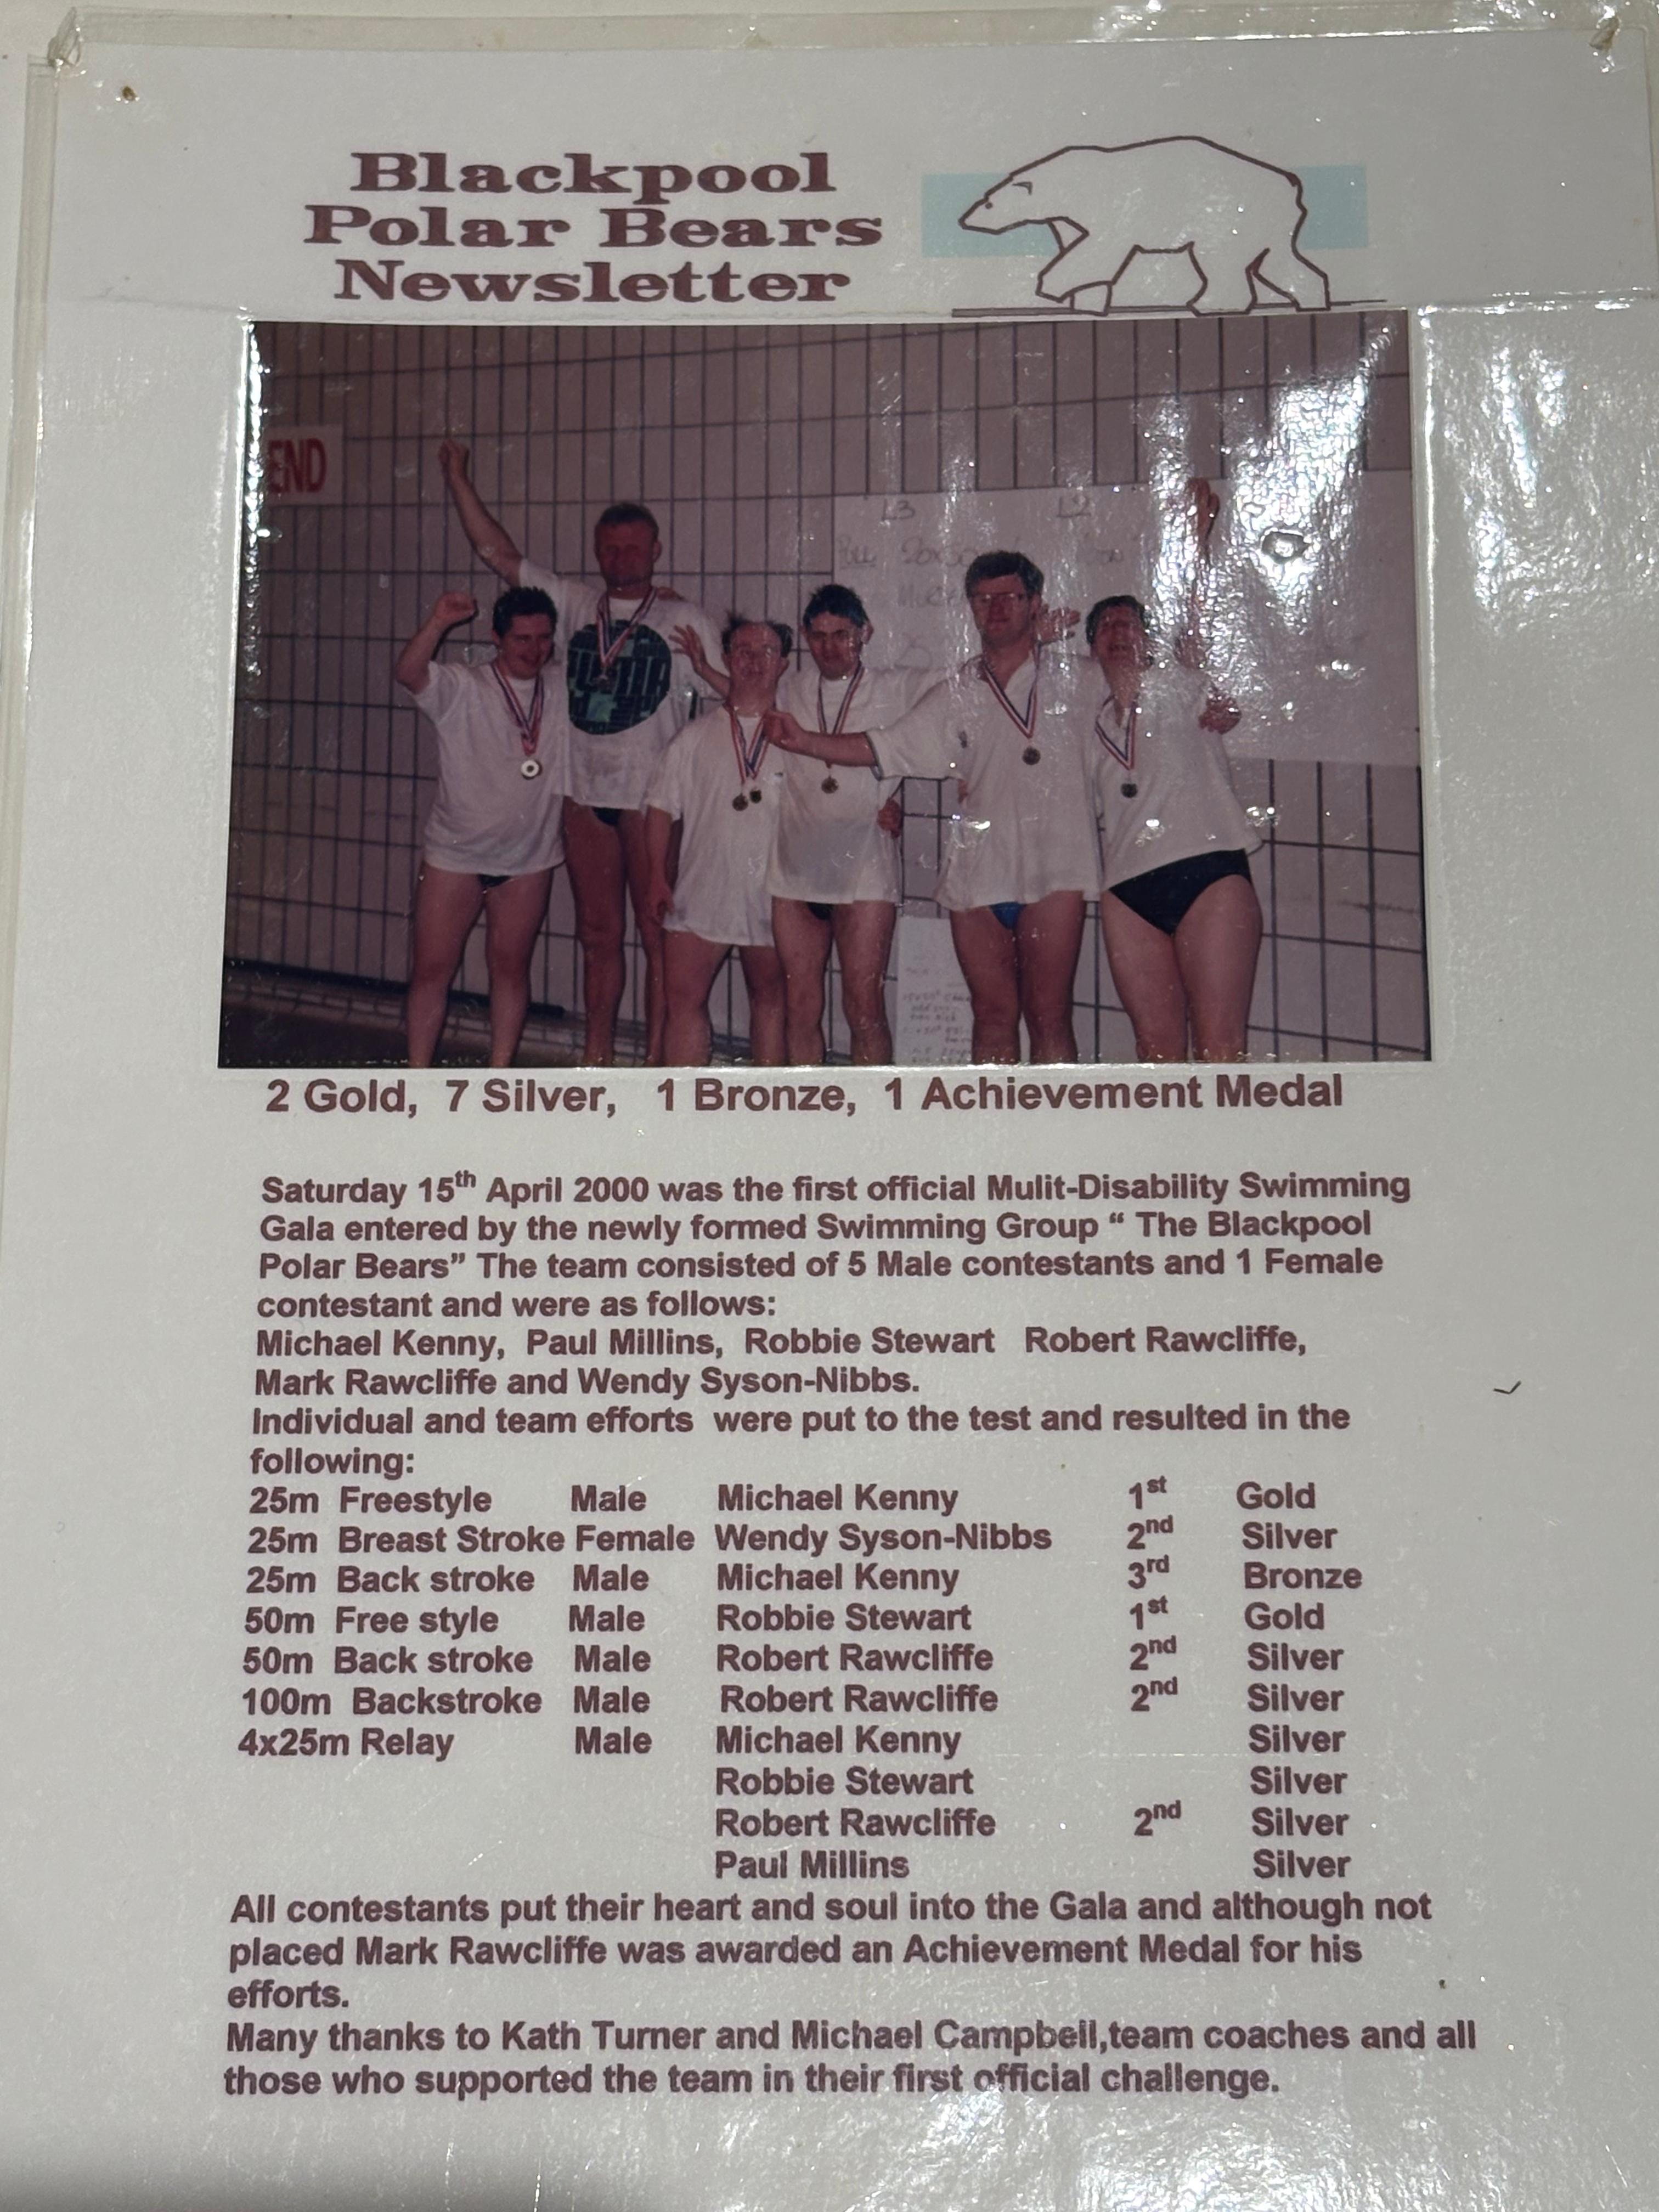 Blackpool
Polar Bears
Newsletter
END
L3 L2
2 Gold, 7 Silver, 1 Bronze, 1 Achievement Medal
Saturday 15th April 2000 was the first official Mulit-Disability Swimming
Gala entered by the newly formed Swimming Group “ The Blackpool
Polar Bears” The team consisted of 5 Male contestants and 1 Female
contestant and were as follows:
Michael Kenny, Paul Millins, Robbie Stewart Robert Rawcliffe,
Mark Rawcliffe and Wendy Syson-Nibbs.
Individual and team efforts were put to the test and resulted in the
following:
25m Freestyle Male Michael Kenny 1st Gold
25m Breast Stroke Female Wendy Syson-Nibbs 2nd Silver
25m Back stroke Male Michael Kenny 3rd Bronze
50m Free style Male Robbie Stewart 1st Gold
50m Back stroke Male Robert Rawcliffe 2nd Silver
100m Backstroke Male Robert Rawcliffe 2nd Silver
4x25m Relay Male Michael Kenny Silver
Robbie Stewart Silver
Robert Rawcliffe 2nd Silver
Paul Millins Silver
All contestants put their heart and soul into the Gala and although not
placed Mark Rawcliffe was awarded an Achievement Medal for his
efforts.
Many thanks to Kath Turner and Michael Campbell,team coaches and all
those who supported the team in their first official challenge.